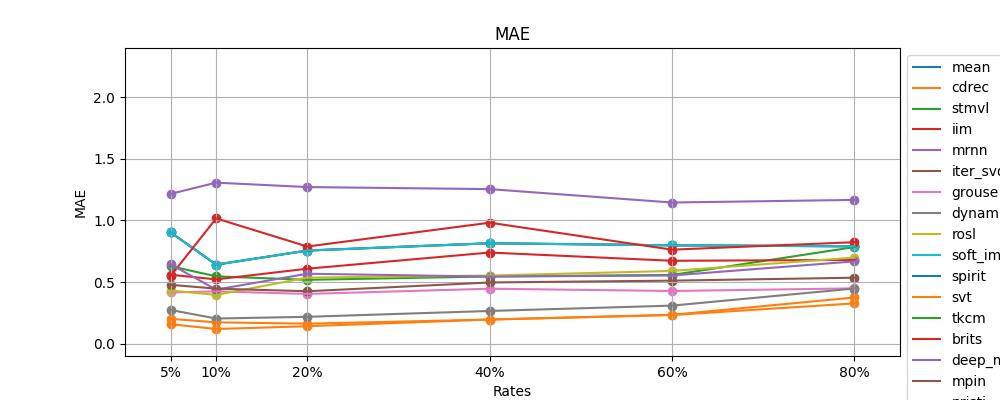 MAE
2.0
1.5
1.0
0.5
0.0
MAE
5%
10%
20%
40%
60%
80%
Rates
mean
cdrec
stmvl
iim
mrnn
iter_svd
grouse
dynam
rosl
soft_im
spirit
svt
tkcm
brits
deep_m
mpin